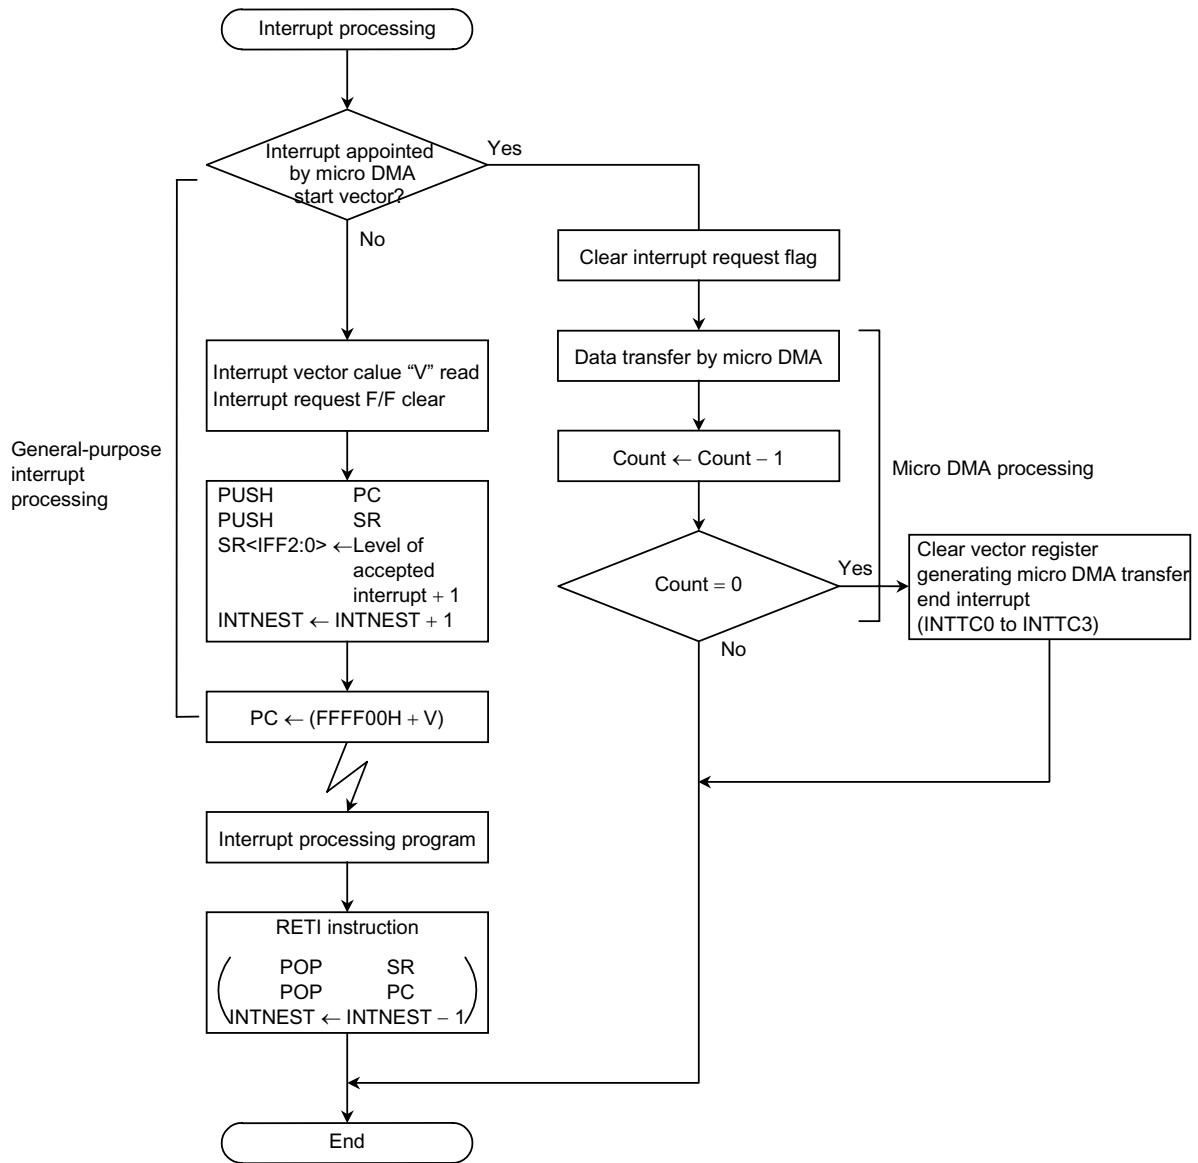 Interrupt processing
Interrupt appointed
by micro DMA
start vector?
Yes
No
Clear interrupt request flag
Data transfer by micro DMA
Interrupt vector calue “V” read
Interrupt request F/F clear
General-purpose
interrupt
processing
Count ← Count − 1
Micro DMA processing
PUSH PC
PUSH SR
SR<IFF2:0> ←Level of
accepted
interrupt + 1
INTNEST ← INTNEST + 1
Count = 0
Yes
No
Clear vector register
generating micro DMA transfer
end interrupt
(INTTC0 to INTTC3)
PC ← (FFFF00H + V)
Interrupt processing program
RETI instruction
POP SR
POP PC
INTNEST ← INTNEST − 1
End